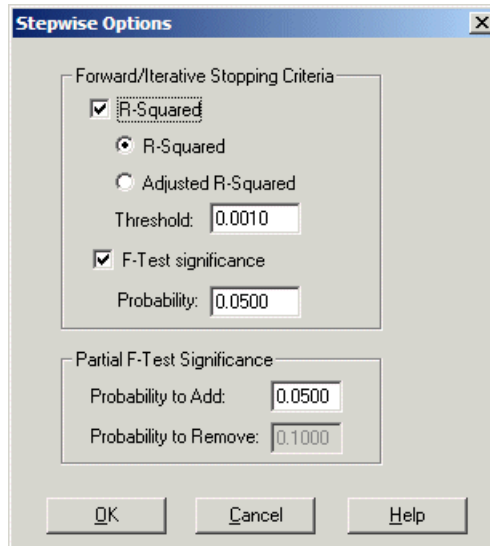 Stepwise Options
Forward/Iterative Stopping Criteria
R-Squared
R-Squared
Adjusted R-Squared
Threshold: 0.0010
F-Test significance
Probability: 0.0500
Partial F-Test Significance
Probability to Add: 0.0500
Probability to Remove: 0.1000
OK Cancel Help